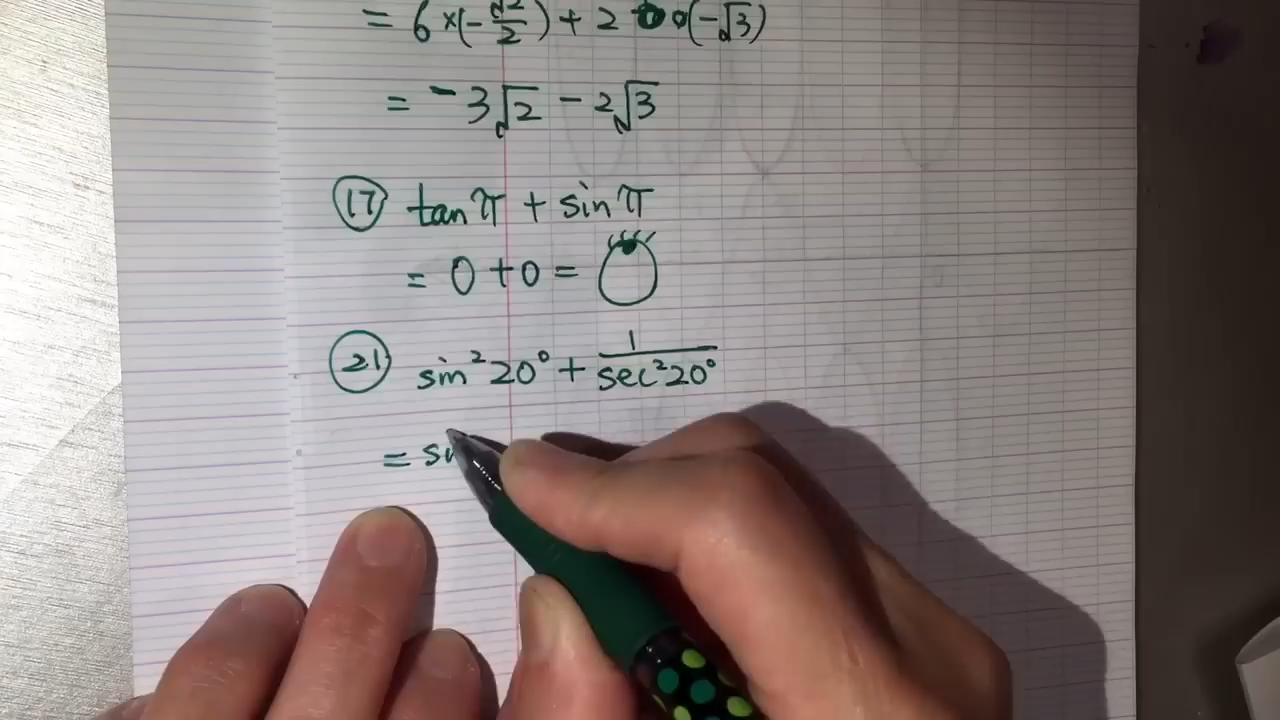 = 6×(-√2/2) + 2 (-√3)
= -3√2 - 2√3
17 tan π + sin π
= 0 + 0 = 0
21 sin²20° + 1/sec²20°
= si